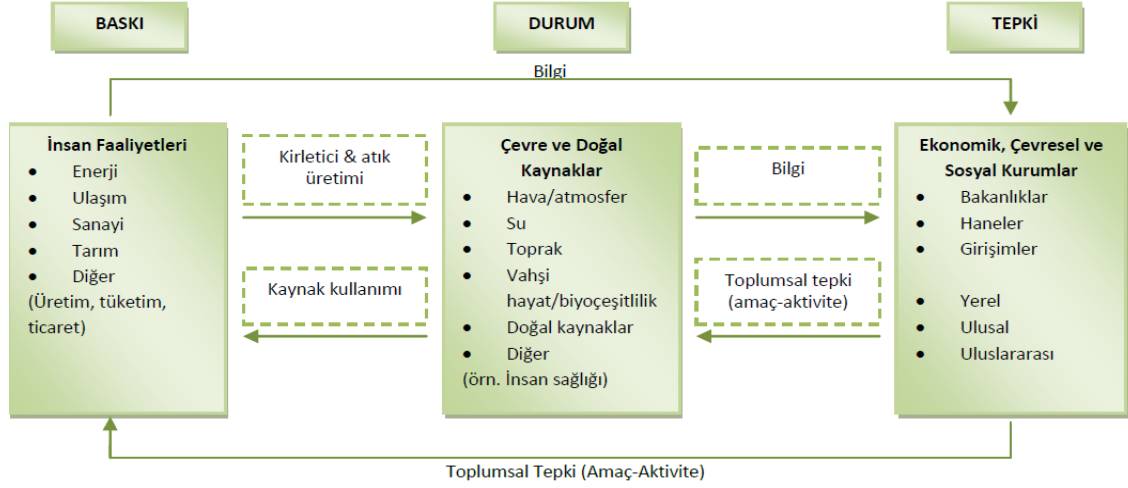 BASKI
DURUM
TEPKİ
Bilgi
İnsan Faaliyetleri
• Enerji
• Ulaşım
• Sanayi
• Tarım
• Diğer
(Üretim, tüketim,
ticaret)
Kirletici & atık
üretimi
Kaynak kullanımı
Çevre ve Doğal
Kaynaklar
• Hava/atmosfer
• Su
• Toprak
• Vahşi
hayat/biyoçeşitlilik
• Doğal kaynaklar
• Diğer
(örn. İnsan sağlığı)
Bilgi
Toplumsal tepki
(amaç-aktivite)
Ekonomik, Çevresel ve
Sosyal Kurumlar
• Bakanlıklar
• Haneler
• Girişimler
• Yerel
• Ulusal
• Uluslararası
Toplumsal Tepki (Amaç-Aktivite)